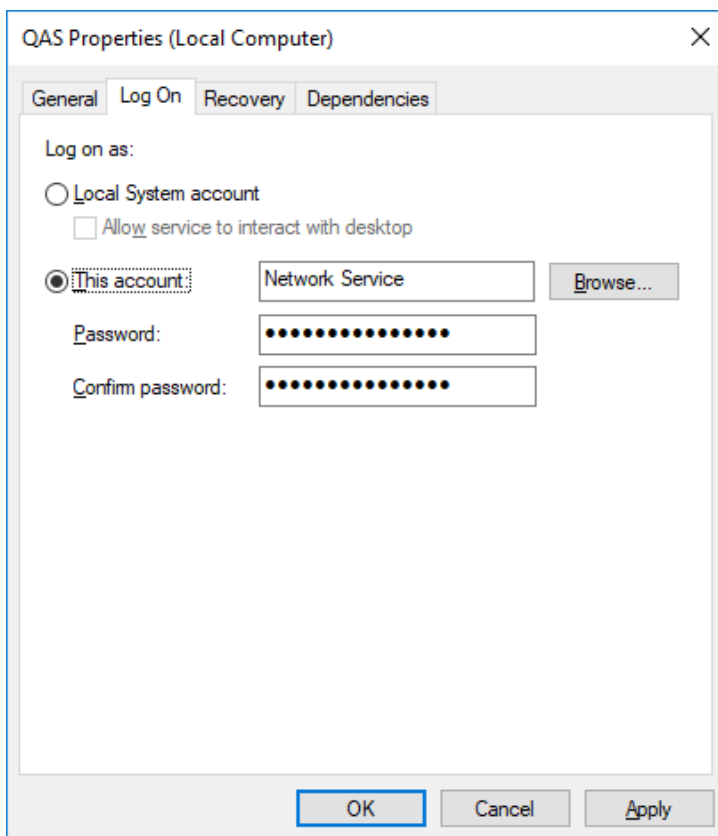 QAS Properties (Local Computer)
General Log On Recovery Dependencies
Log on as:
Local System account
Allow service to interact with desktop
This account: Network Service Browse...
Password: ●●●●●●●●●●●●●●●
Confirm password: ●●●●●●●●●●●●●●●
OK Cancel Apply